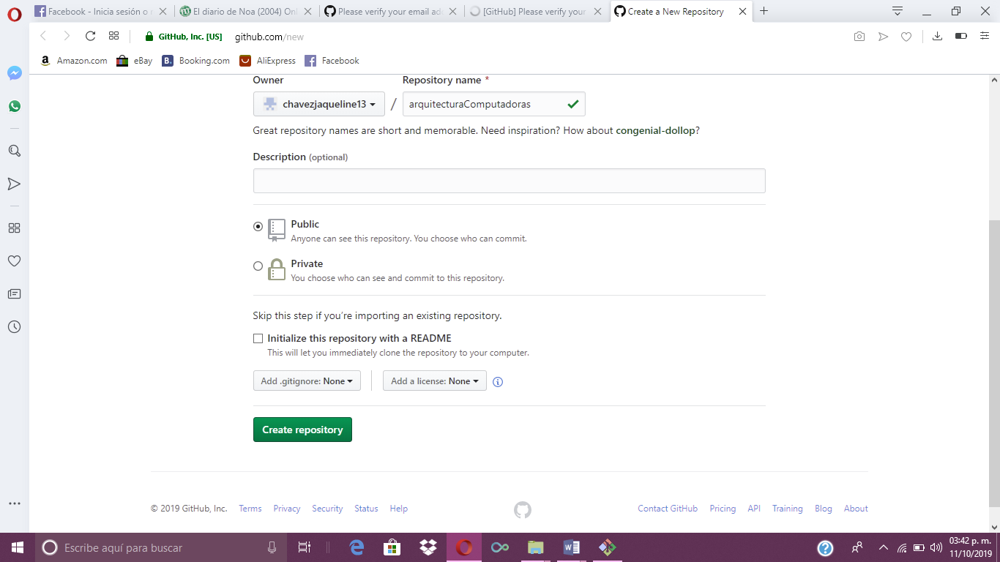 Facebook - Inicia sesión o r
El diario de Noa (2004) Onl
Please verify your email ad
[GitHub] Please verify your
Create a New Repository
GitHub, Inc. [US]
github.com/new
Amazon.com
eBay
Booking.com
AliExpress
Facebook
Owner
Repository name *
chavezjaqueline13 / arquitecturaComputadoras
Great repository names are short and memorable. Need inspiration? How about congenial-dollop?
Description (optional)
Public
Anyone can see this repository. You choose who can commit.
Private
You choose who can see and commit to this repository.
Skip this step if you're importing an existing repository.
Initialize this repository with a README
This will let you immediately clone the repository to your computer.
Add .gitignore: None
Add a license: None
Create repository
© 2019 GitHub, Inc. Terms Privacy Security Status Help
Contact GitHub Pricing API Training Blog About
Escribe aquí para buscar
03:42 p. m.
11/10/2019